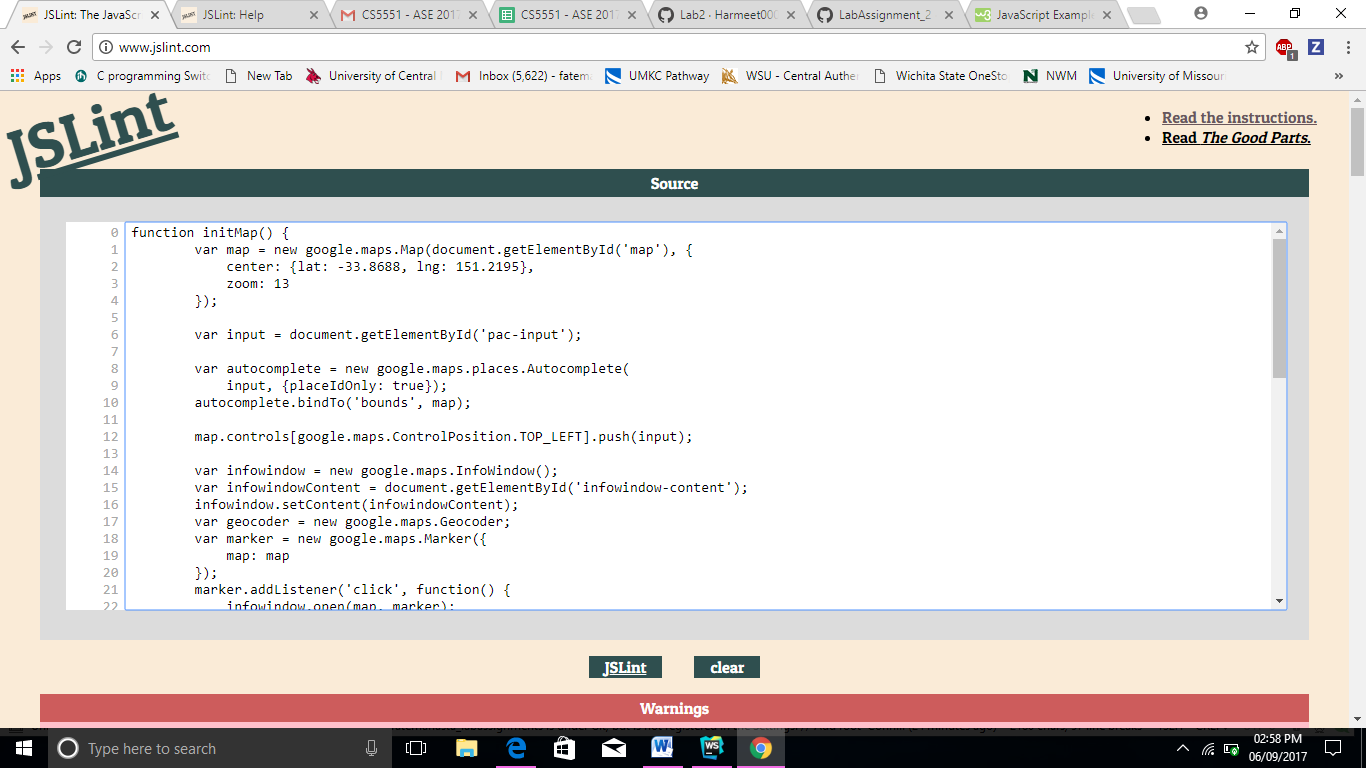 JSLint: The JavaSc
JSLint: Help
CS5551 - ASE 2017
CS5551 - ASE 2017
Lab2 · Harmeet00
LabAssignment_2
JavaScript Exampl
www.jslint.com
ABP
1
Z
Apps
C programming Swit
New Tab
University of Central
Inbox (5,622) - fatem
UMKC Pathway
WSU - Central Authe
Wichita State OneSto
NWM
University of Missour
»
JSLint
• Read the instructions.
• Read The Good Parts.
Source
0 function initMap() {
1 var map = new google.maps.Map(document.getElementById('map'), {
2 center: {lat: -33.8688, lng: 151.2195},
3 zoom: 13
4 });
5
6 var input = document.getElementById('pac-input');
7
8 var autocomplete = new google.maps.places.Autocomplete(
9 input, {placeIdOnly: true});
10 autocomplete.bindTo('bounds', map);
11
12 map.controls[google.maps.ControlPosition.TOP_LEFT].push(input);
13
14 var infowindow = new google.maps.InfoWindow();
15 var infowindowContent = document.getElementById('infowindow-content');
16 infowindow.setContent(infowindowContent);
17 var geocoder = new google.maps.Geocoder;
18 var marker = new google.maps.Marker({
19 map: map
20 });
21 marker.addListener('click', function() {
22 infowindow.open(map, marker);
JSLint
clear
Warnings
Type here to search
WS
02:58 PM
06/09/2017